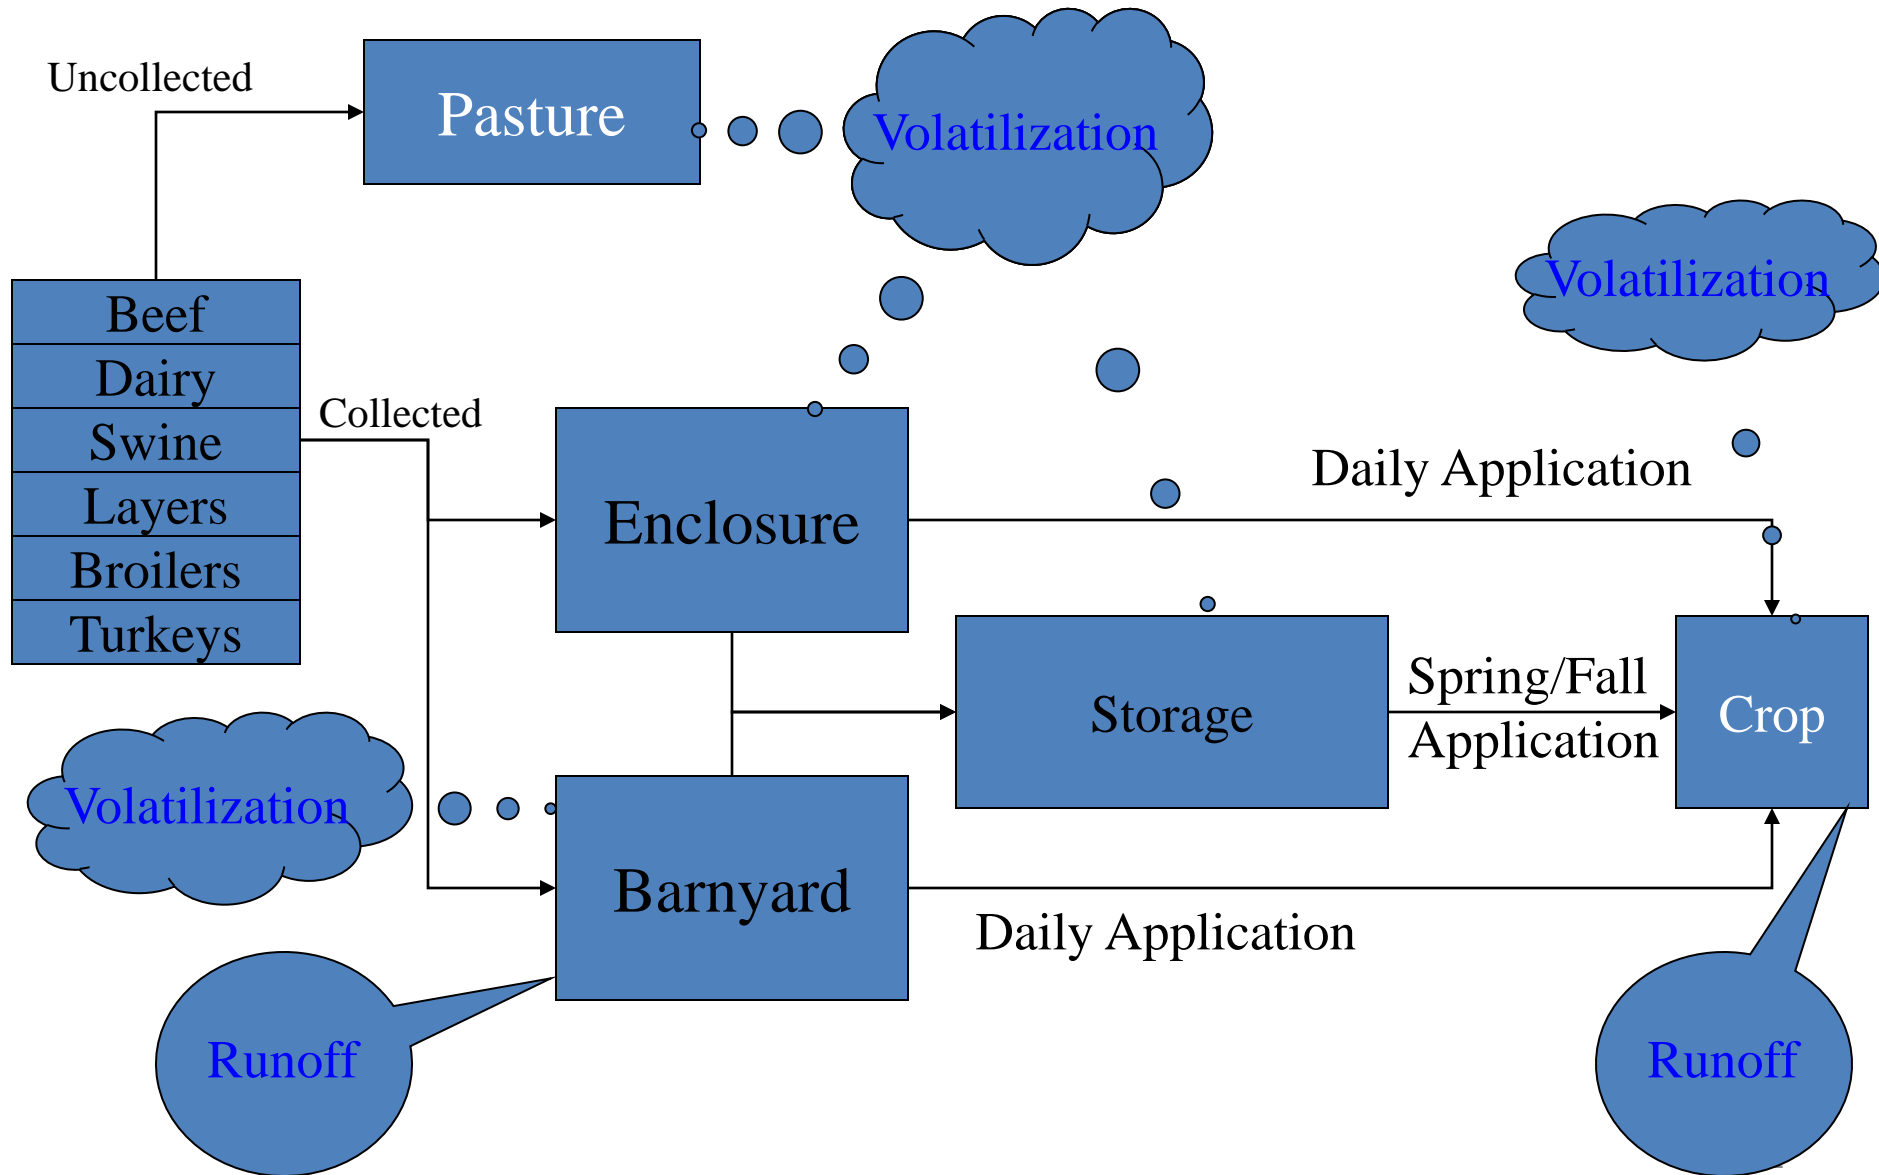 Uncollected
Pasture
Volatilization
Volatilization
Beef
Dairy
Swine
Layers
Broilers
Turkeys
Collected
Enclosure
Daily Application
Storage
Spring/Fall
Application
Crop
Volatilization
Barnyard
Daily Application
Runoff
Runoff